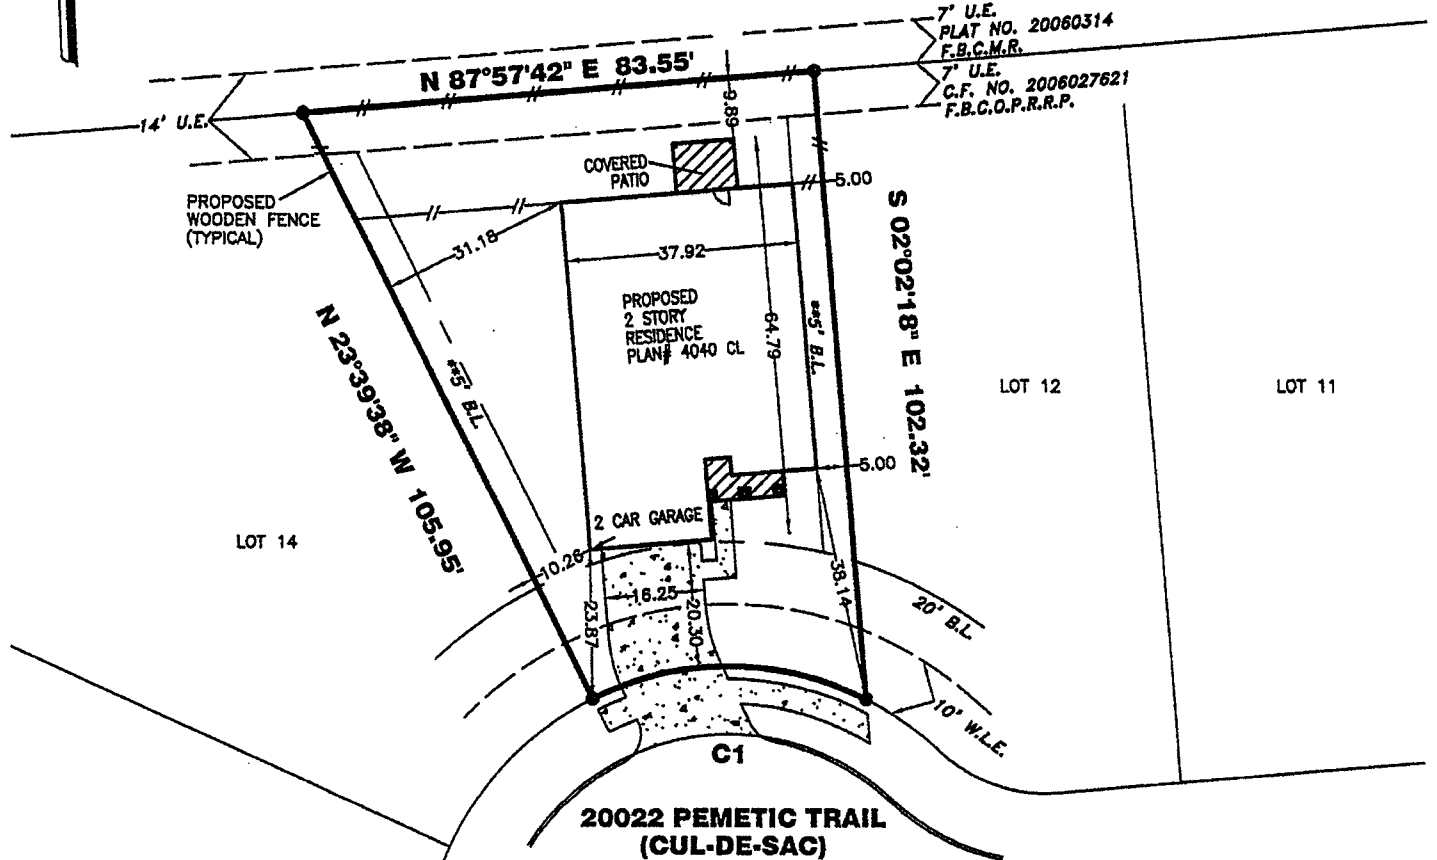 7' U.E.
PLAT NO. 20060314
F.B.C.M.R.
7' U.E.
C.F. NO. 2006027621
F.B.C.O.P.R.R.P.
N 87°57'42" E 83.55'
14' U.E.
9.89
COVERED
PATIO
5.00
PROPOSED
WOODEN FENCE
(TYPICAL)
31.18
37.92
S 02°02'18" E 102.32'
PROPOSED
2 STORY
RESIDENCE
PLAN# 4040 CL
64.79
**5' B.L.
N 23°39'38" W 105.95'
**5' B.L.
LOT 12
LOT 11
5.00
2 CAR GARAGE
LOT 14
10.26
16.25
23.87
20.30
38.14
20' B.L.
10' W.L.E.
C1
20022 PEMETIC TRAIL
(CUL-DE-SAC)